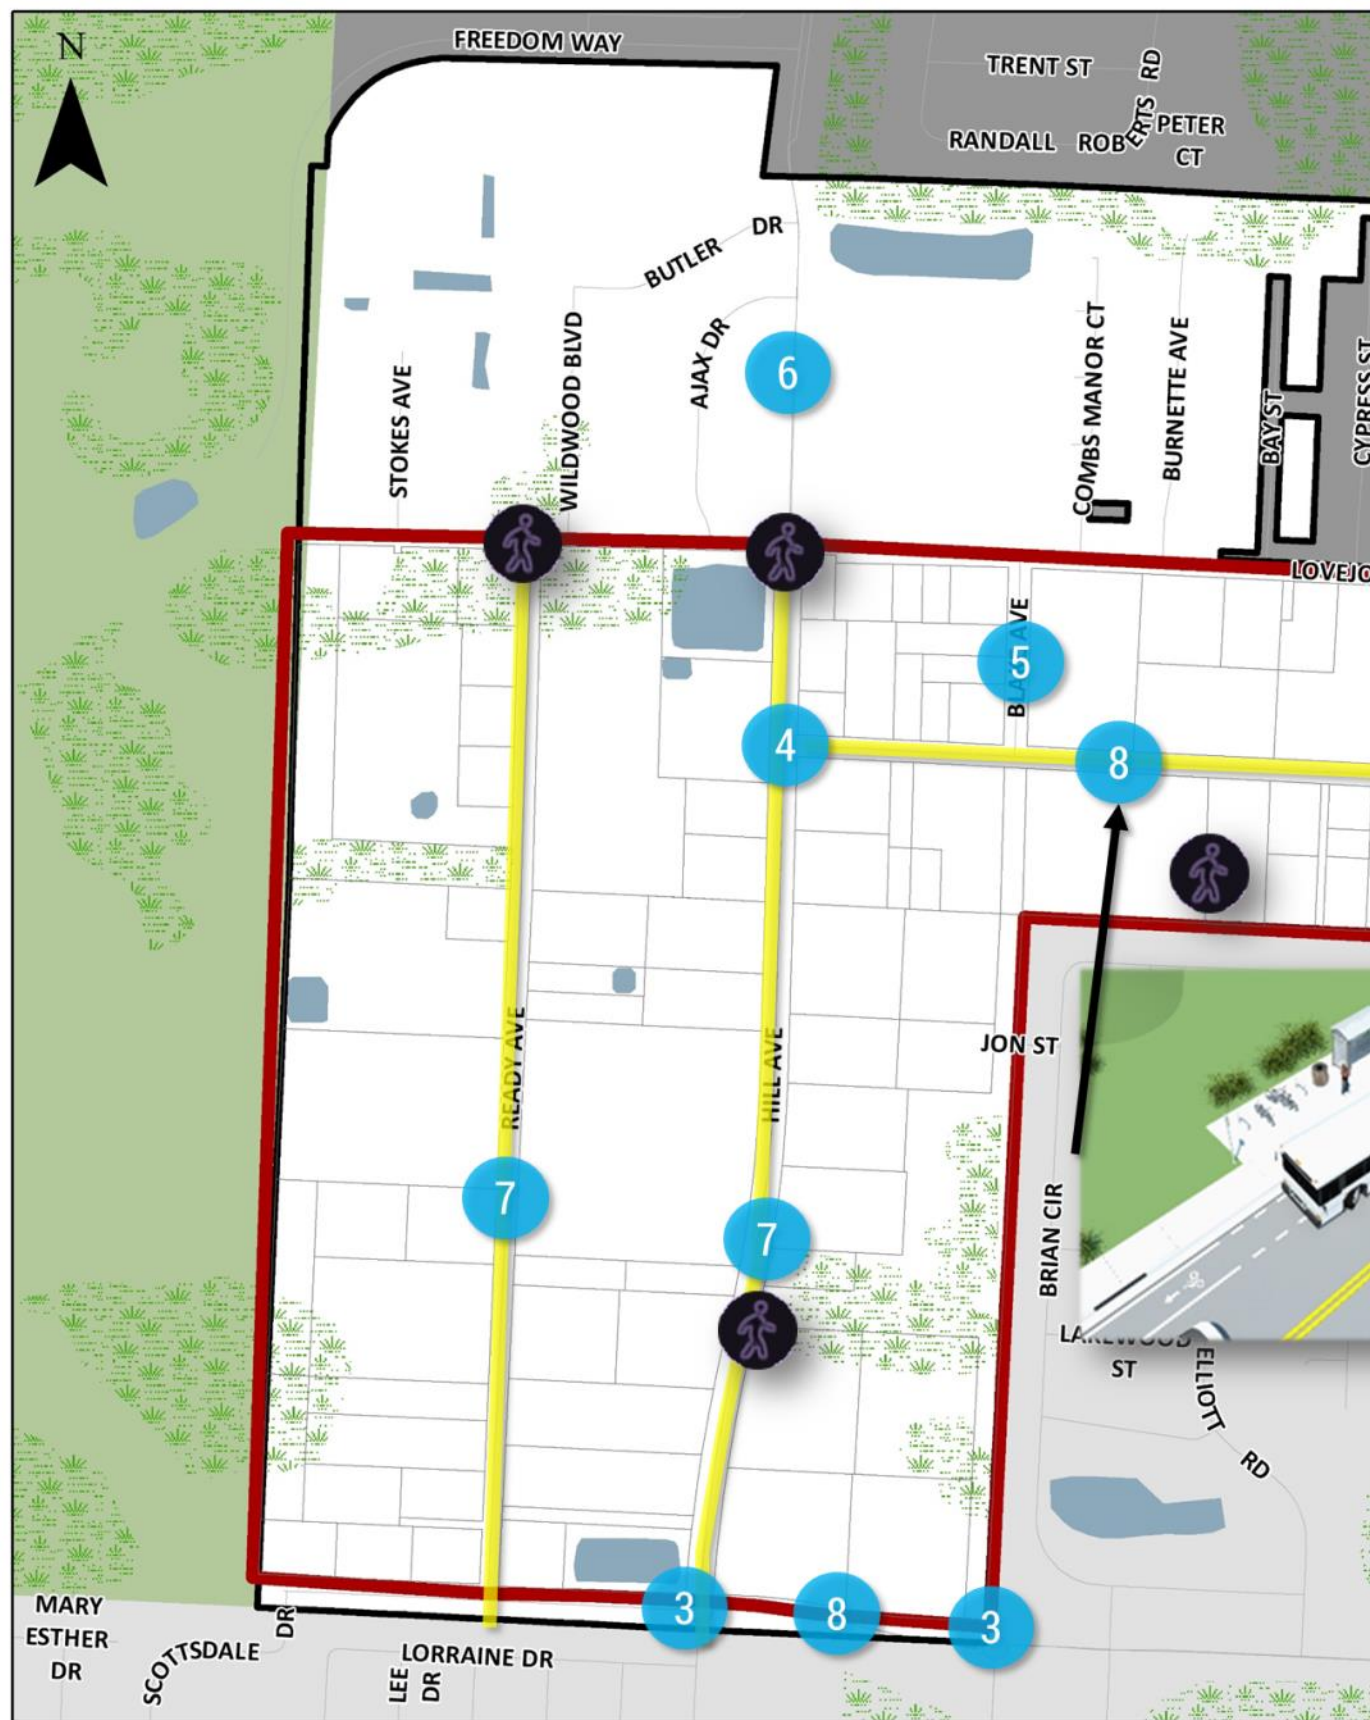 N
FREEDOM WAY
TRENT ST
ROBERTS RD
RANDALL
PETER
CT
BUTLER DR
AJAX DR
6
STOKES AVE
WILDWOOD BLVD
COMBS MANOR CT
BURNETTE AVE
BAY ST
CYPRESS ST
LOVEJO
AVE
5
4
8
READY AVE
HILL AVE
JON ST
7
7
BRIAN CIR
ST
ELLIOTT RD
3
8
3
MARY
ESTHER
DR
SCOTTSDALE DR
LORRAINE DR
LEE
DR